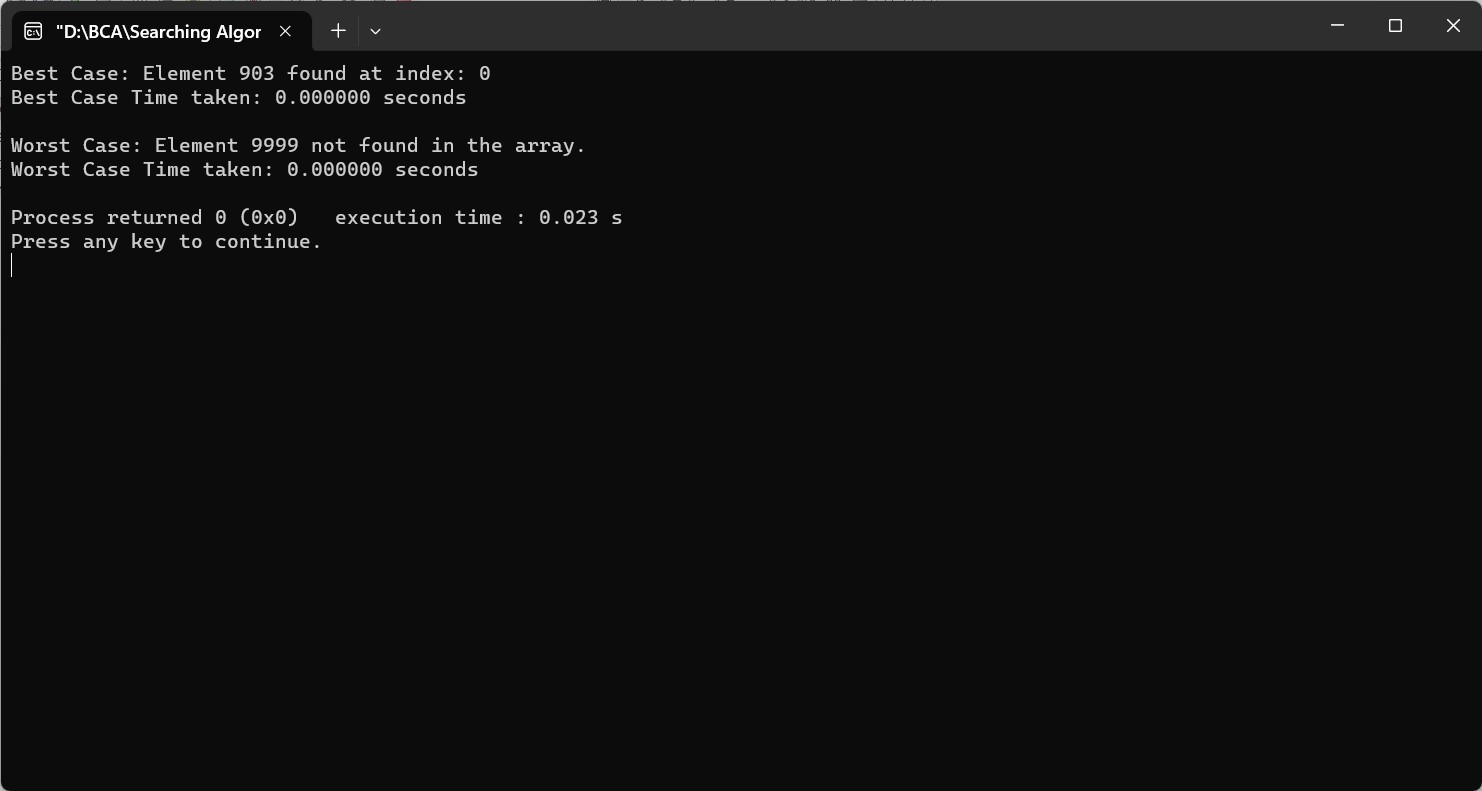 "D:\BCA\Searching Algor
Best Case: Element 903 found at index: 0
Best Case Time taken: 0.000000 seconds
Worst Case: Element 9999 not found in the array.
Worst Case Time taken: 0.000000 seconds
Process returned 0 (0x0)   execution time : 0.023 s
Press any key to continue.